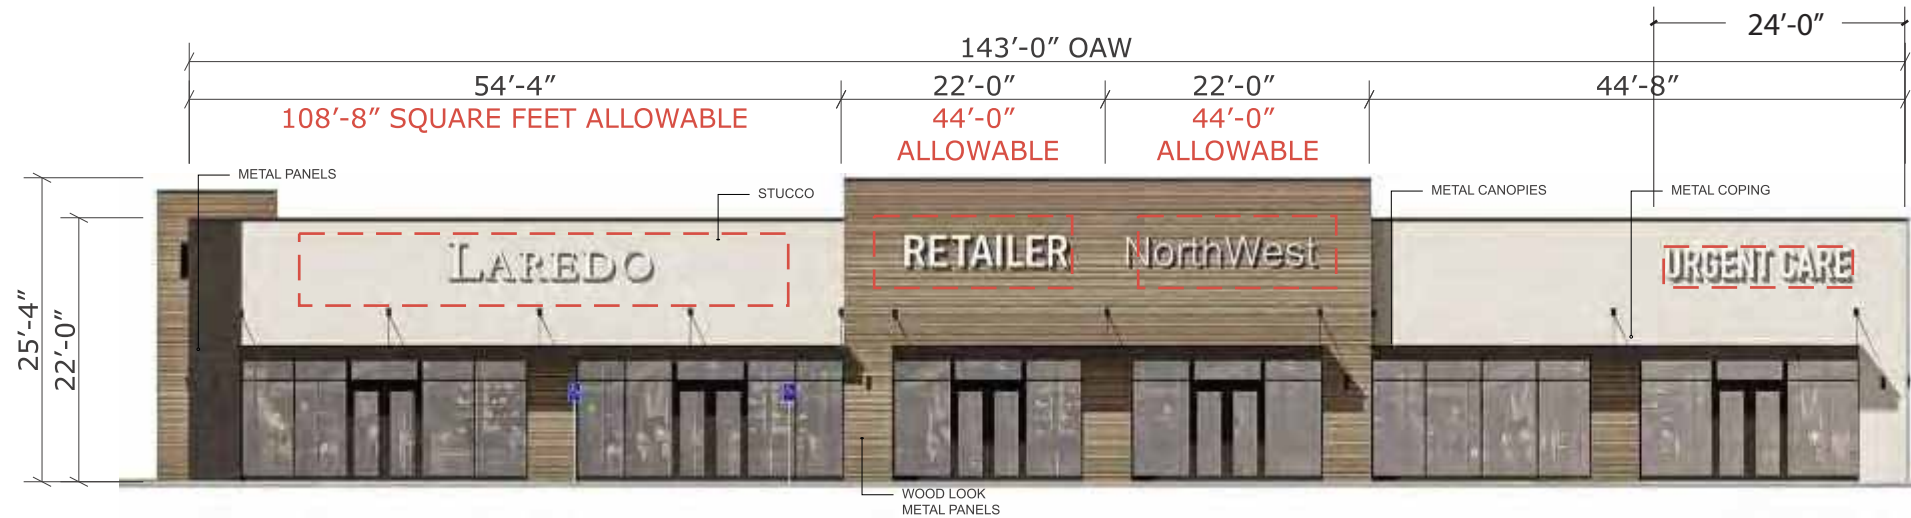 24’-0”
143’-0” OAW
54’-4”
22’-0”
22’-0”
44’-8”
108’-8” SQUARE FEET ALLOWABLE
44’-0”
ALLOWABLE
44’-0”
ALLOWABLE
METAL PANELS
STUCCO
METAL CANOPIES
METAL COPING
LAREDO
RETAILER
NorthWest
URGENT CARE
25’-4”
22’-0”
WOOD LOOK
METAL PANELS